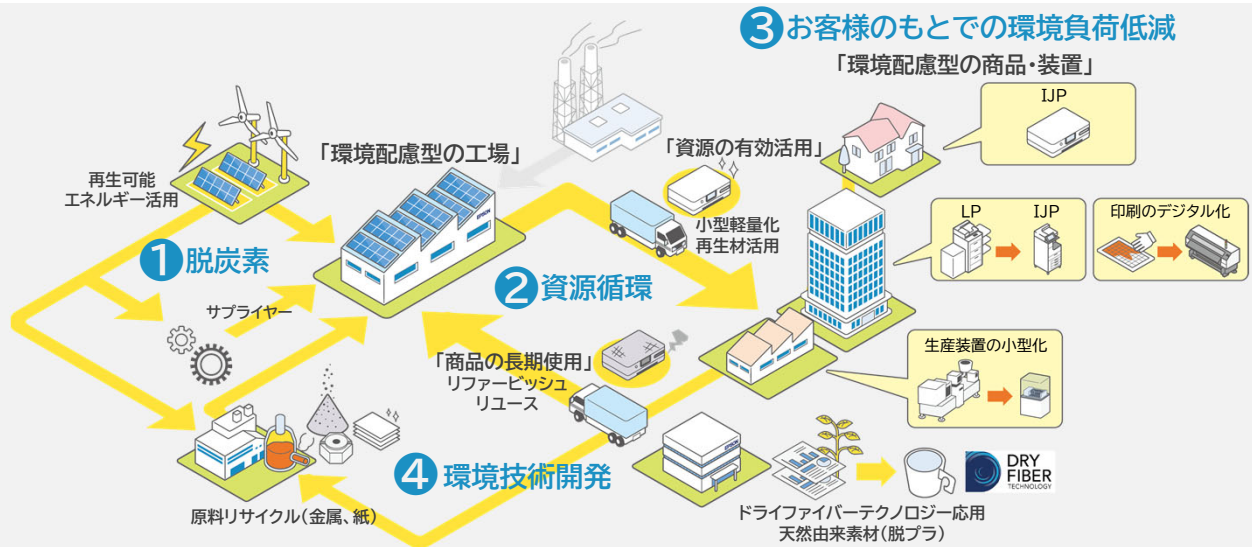 ❸お客様のもとでの環境負荷低減
「環境配慮型の商品・装置」
IJP
「環境配慮型の工場」
「資源の有効活用」
再生可能
エネルギー活用
EPSON
小型軽量化
再生材活用
LP
IJP
印刷のデジタル化
❶脱炭素
❷資源循環
サプライヤー
生産装置の小型化
「商品の長期使用」
リファービッシュ
リユース
EPSON
❹環境技術開発
DRY
FIBER
TECHNOLOGY
原料リサイクル(金属、紙)
ドライファイバーテクノロジー応用
天然由来素材(脱プラ)